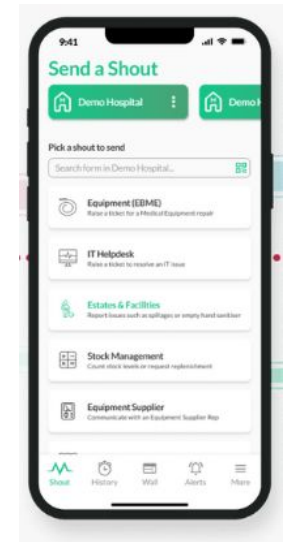 9:41
Send a Shout
Demo Hospital
Demo H
Pick a shout to send
Search form in Demo Hospital...
Equipment (EBME)
Raise a ticket for a Medical Equipment repair
IT Helpdesk
Raise a ticket to resolve an IT issue
Estates & Facilities
Report issues such as spillages or empty hand sanitiser
Stock Management
Count stock levels or request replenishment
Equipment Supplier
Communicate with an Equipment Supplier Rep
Shout
History
Wall
Alerts
More